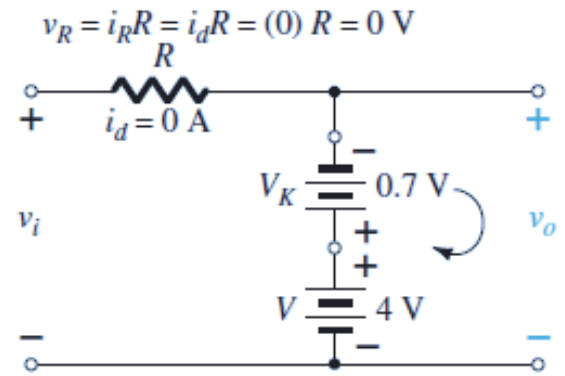 v_R = i_R R = i_d R = (0) R = 0 V
R
+ i_d = 0 A +
−
V_K 0.7 V
v_i + v_o
+
V 4 V
− − −